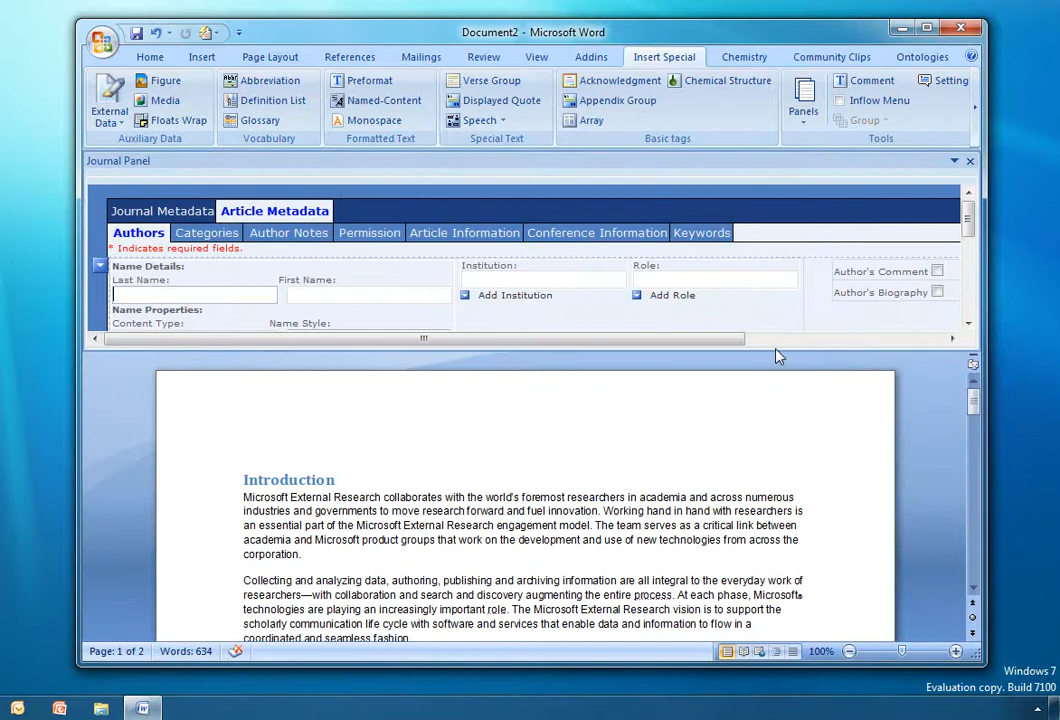 Document2 - Microsoft Word
Home Insert Page Layout References Mailings Review View Addins Insert Special Chemistry Community Clips Ontologies
External Data Figure Abbreviation Preformat Verse Group Acknowledgment Chemical Structure Panels Comment Setting
Media Definition List Named-Content Displayed Quote Appendix Group Inflow Menu
Floats Wrap Glossary Monospace Speech Array Group
Auxiliary Data Vocabulary Formatted Text Special Text Basic tags Tools
Journal Panel
Journal Metadata Article Metadata
Authors Categories Author Notes Permission Article Information Conference Information Keywords
* Indicates required fields.
Name Details: Institution: Role: Author's Comment
Last Name: First Name:
Add Institution Add Role Author's Biography
Name Properties:
Content Type: Name Style:
Introduction
Microsoft External Research collaborates with the world's foremost researchers in academia and across numerous
industries and governments to move research forward and fuel innovation. Working hand in hand with researchers is
an essential part of the Microsoft External Research engagement model. The team serves as a critical link between
academia and Microsoft product groups that work on the development and use of new technologies from across the
corporation.
Collecting and analyzing data, authoring, publishing and archiving information are all integral to the everyday work of
researchers—with collaboration and search and discovery augmenting the entire process. At each phase, Microsoft®
technologies are playing an increasingly important role. The Microsoft External Research vision is to support the
scholarly communication life cycle with software and services that enable data and information to flow in a
coordinated and seamless fashion.
Page: 1 of 2 Words: 634 100%
Windows 7
Evaluation copy. Build 7100